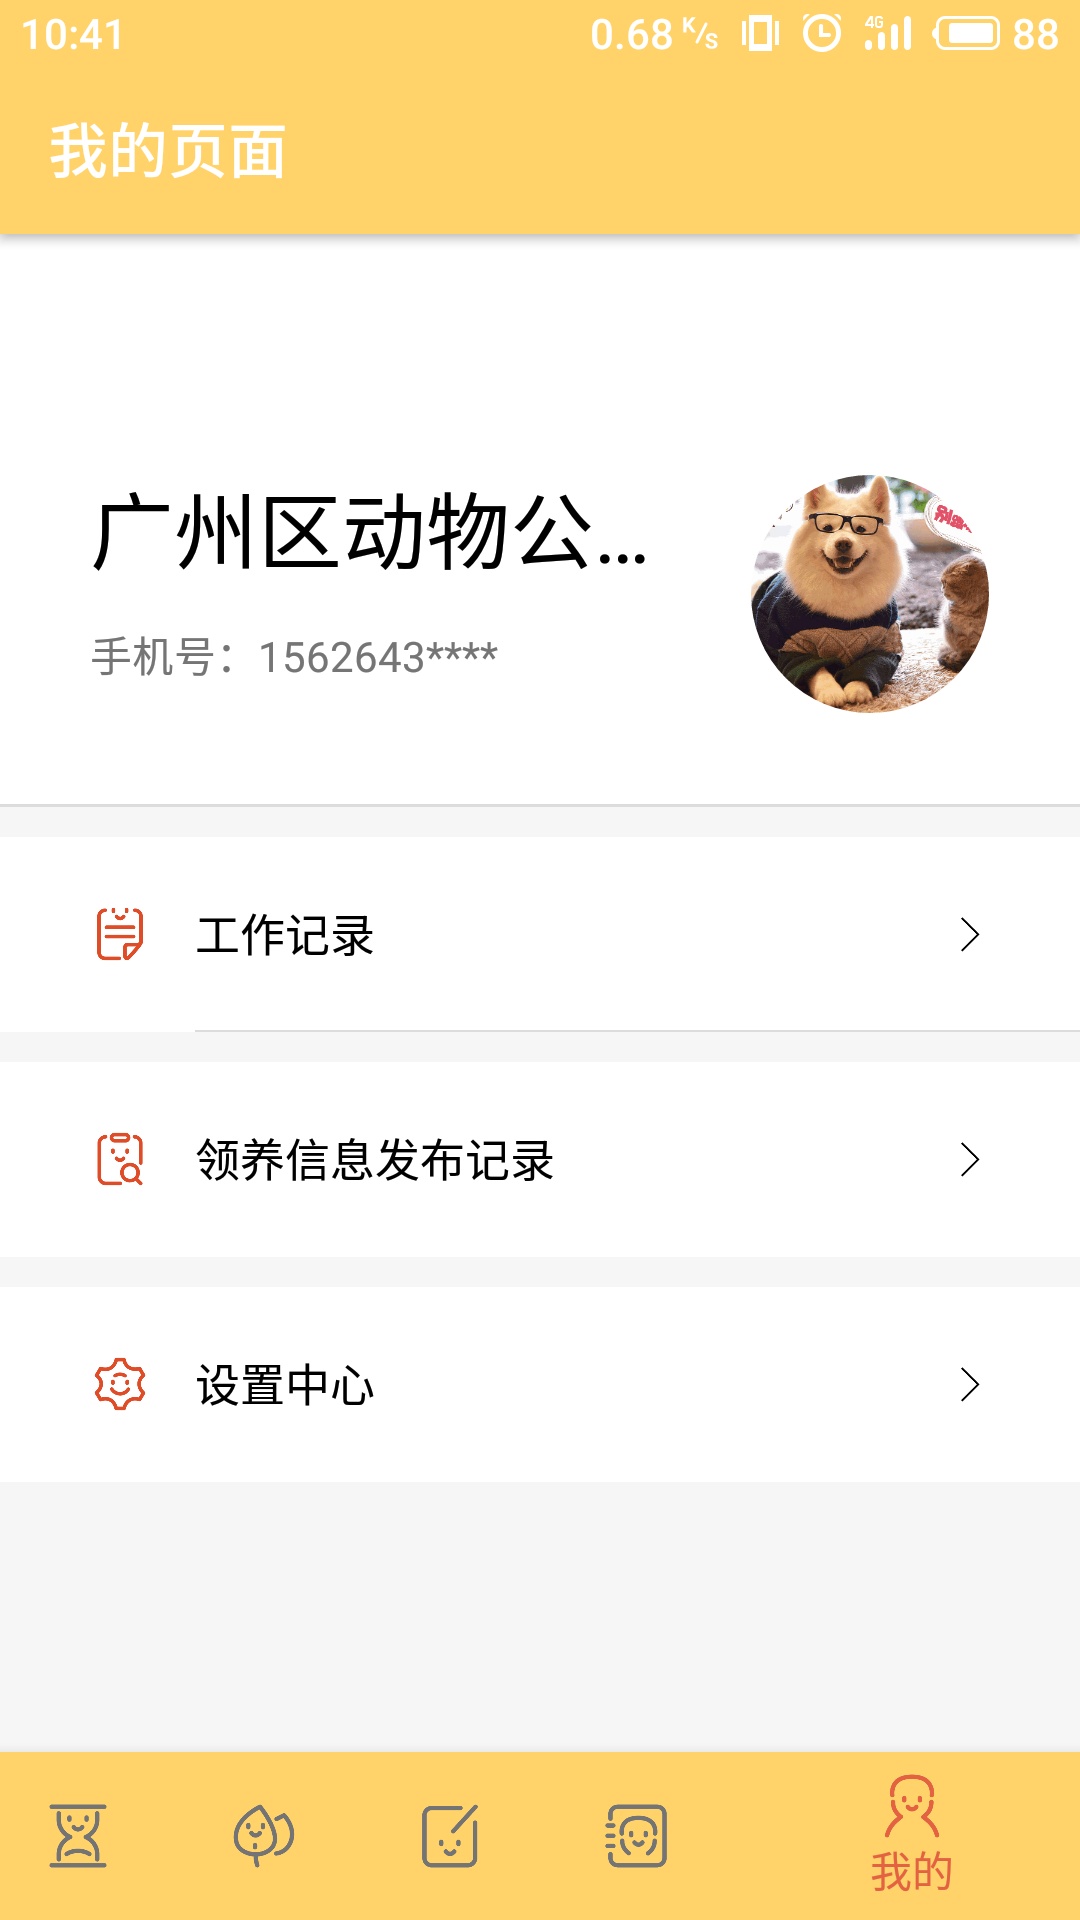 10:41
0.68 K/s 4G 88
我的页面
广州区动物公...
手机号：1562643****
工作记录
领养信息发布记录
设置中心
我的